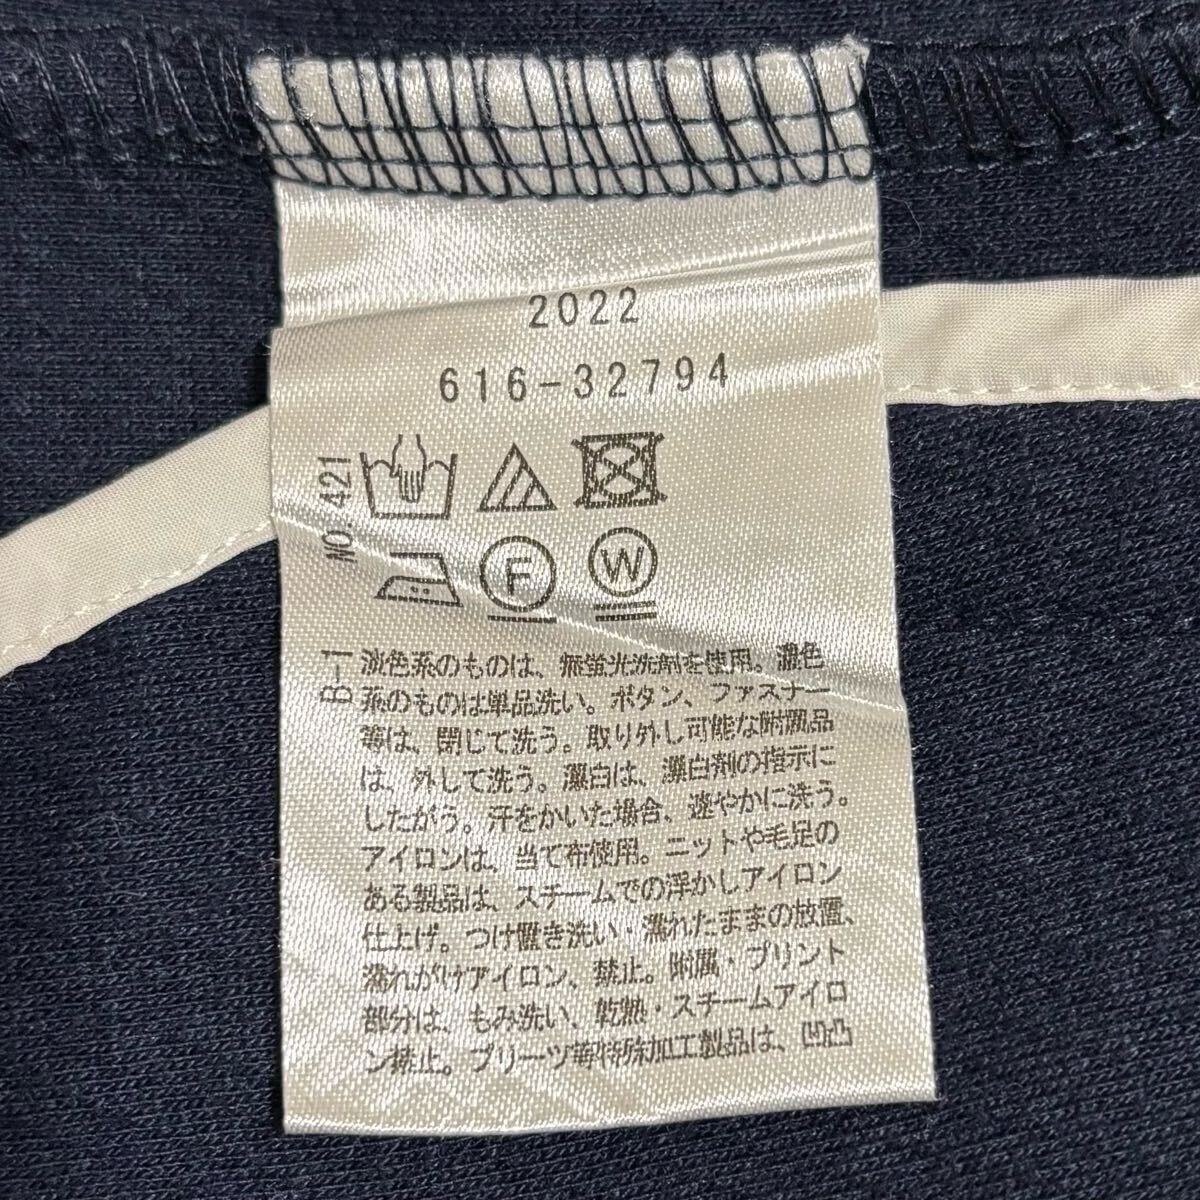 2022
616-32794
NO. 421
F
W
B-1
淡色系のものは、無蛍光洗剤を使用。濃色
系のものは単品洗い。ボタン、ファスナー
等は、閉じて洗う。取り外し可能な附属品
は、外して洗う。漂白は、漂白剤の指示に
したがう。汗をかいた場合、速やかに洗う。
アイロンは、当て布使用。ニットや毛足の
ある製品は、スチームでの浮かしアイロン
仕上げ。つけ置き洗い・濡れたままの放置、
濡れがけアイロン、禁止。附属・プリント
部分は、もみ洗い、乾熱・スチームアイロ
ン禁止。プリーツ等特殊加工製品は、凹凸